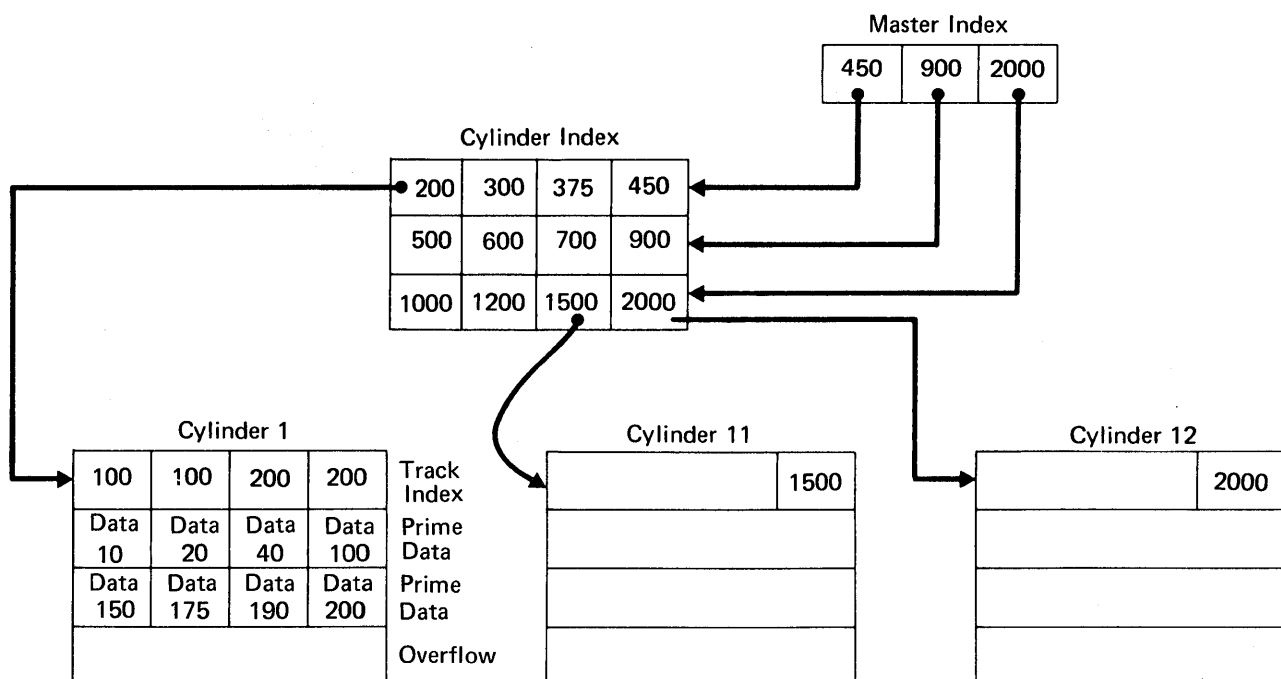 Master Index
450 900 2000
Cylinder Index
200 300 375 450
500 600 700 900
1000 1200 1500 2000
Cylinder 1
100 100 200 200
Track
Index
Data Data Data Data
10 20 40 100
Prime
Data
Data Data Data Data
150 175 190 200
Prime
Data
Overflow
Cylinder 11
1500
Cylinder 12
2000